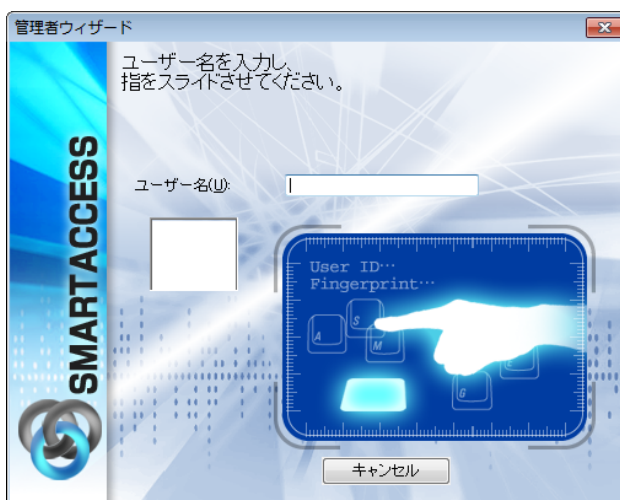 管理者ウィザード
ユーザー名を入力し、
指をスライドさせてください。
SMARTACCESS
ユーザー名(U):
User ID…
Fingerprint…
S
A
M
E
G
キャンセル